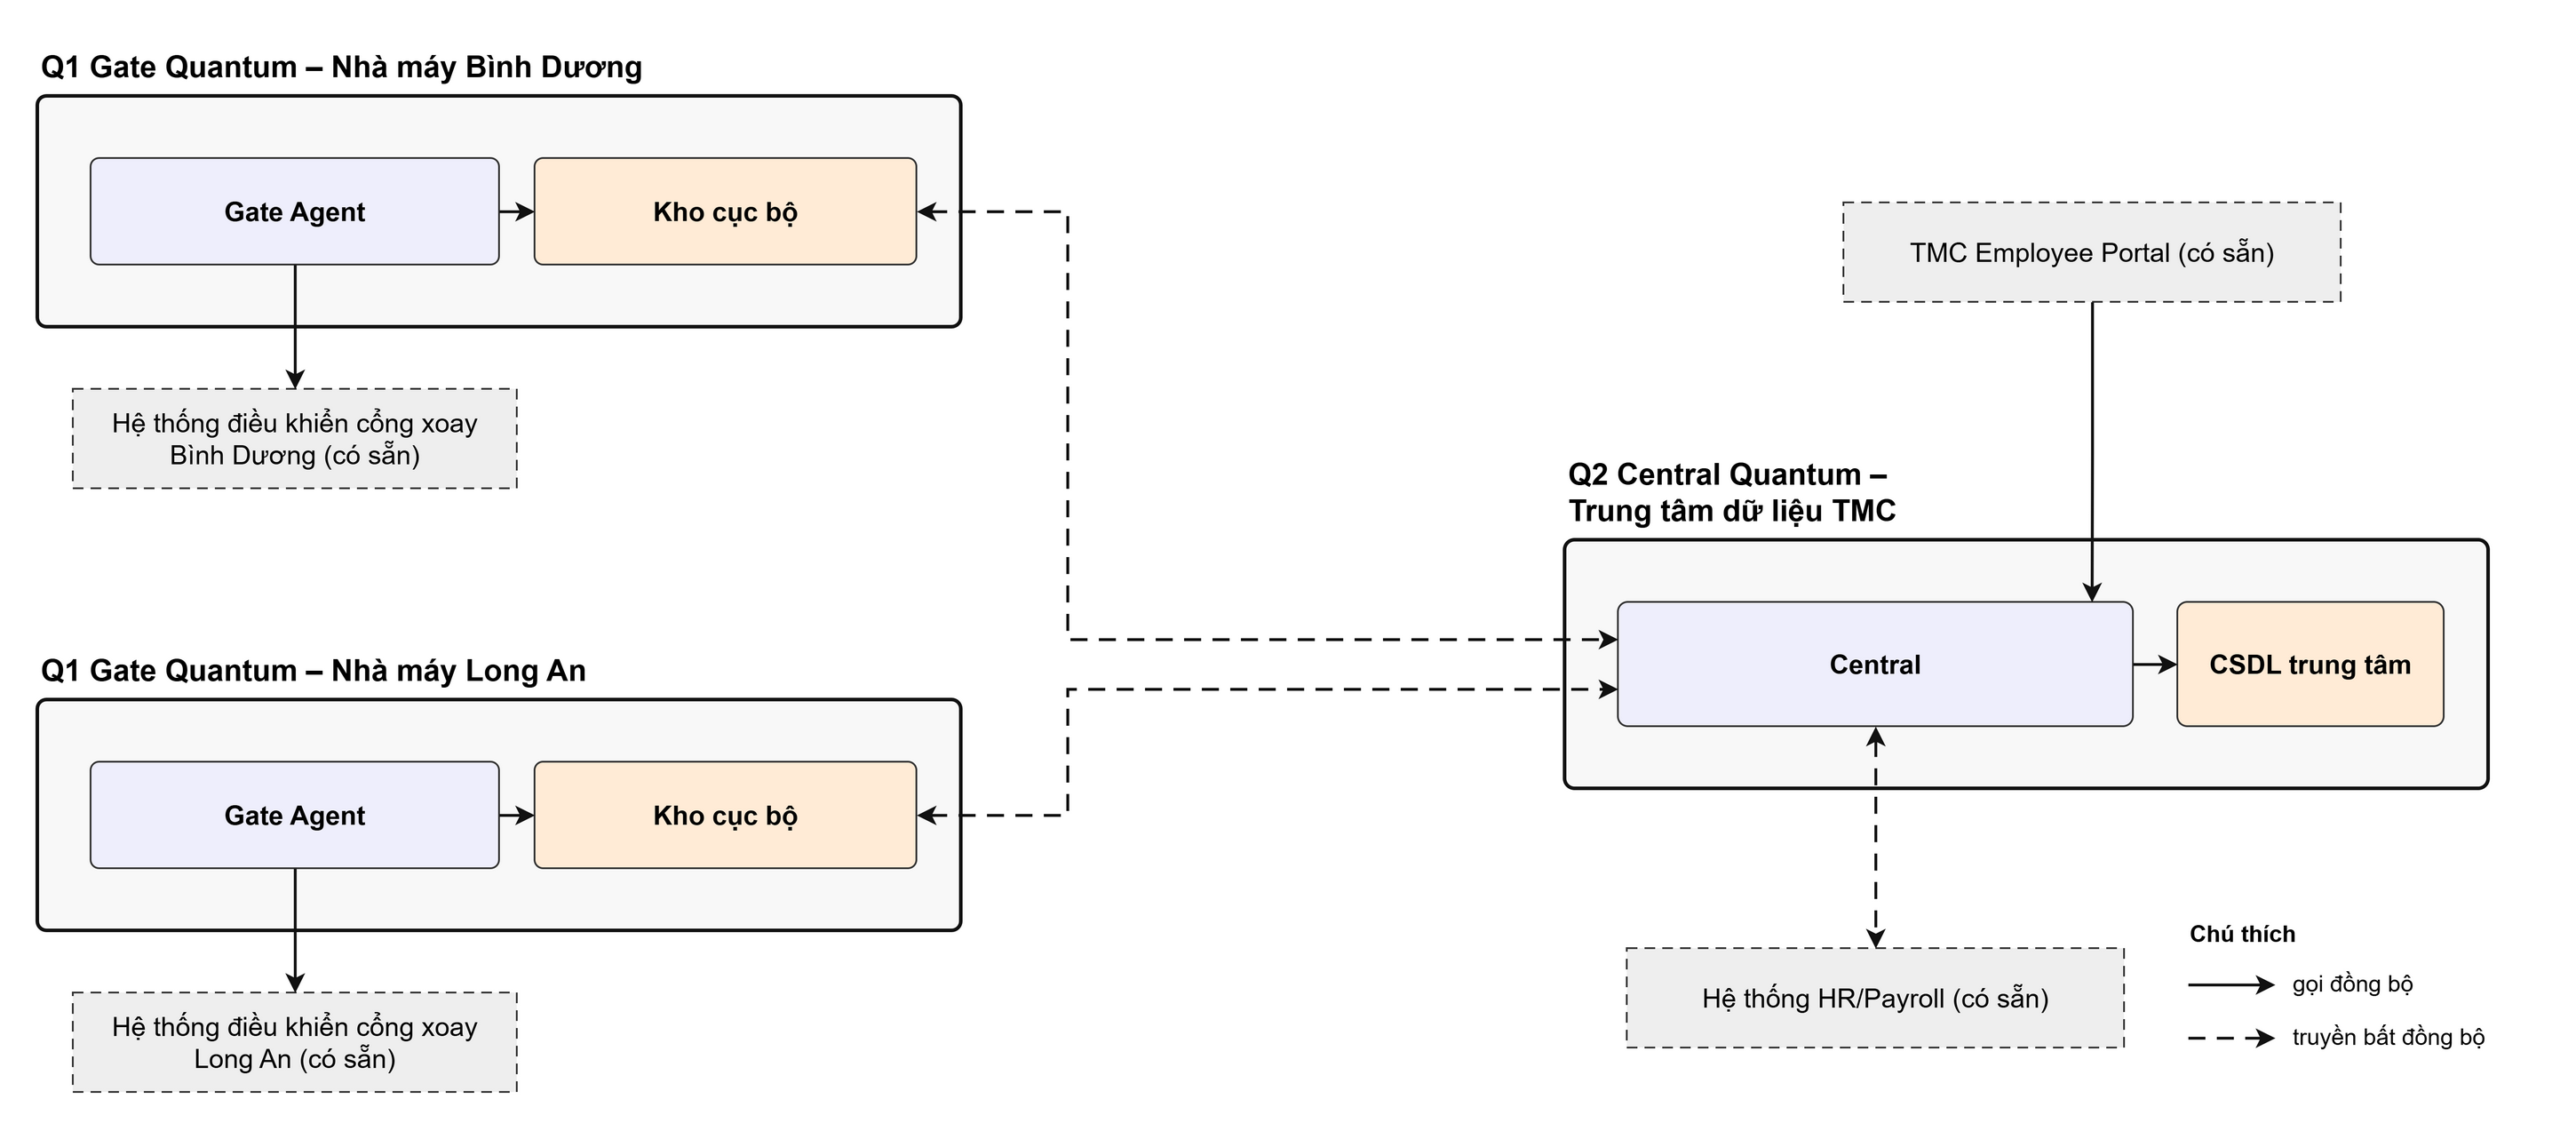 Q1 Gate Quantum – Nhà máy Bình Dương
Gate Agent
Kho cục bộ
Hệ thống điều khiển cổng xoay
Bình Dương (có sẵn)
TMC Employee Portal (có sẵn)
Q2 Central Quantum –
Trung tâm dữ liệu TMC
Central
CSDL trung tâm
Q1 Gate Quantum – Nhà máy Long An
Gate Agent
Kho cục bộ
Hệ thống điều khiển cổng xoay
Long An (có sẵn)
Hệ thống HR/Payroll (có sẵn)
Chú thích
gọi đồng bộ
truyền bất đồng bộ